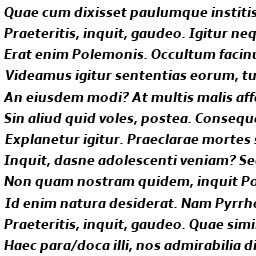 Quae cum dixisset paulumque institis
Praeteritis, inquit, gaudeo. Igitur neq
Erat enim Polemonis. Occultum facinu
Videamus igitur sententias eorum, tu
An eiusdem modi? At multis malis affe
Sin aliud quid voles, postea. Conseque
Explanetur igitur. Praeclarae mortes s
Inquit, dasne adolescenti veniam? Sed
Non quam nostram quidem, inquit Po
Id enim natura desiderat. Nam Pyrrho
Praeteritis, inquit, gaudeo. Quae simi
Haec para/doca illi, nos admirabilia di